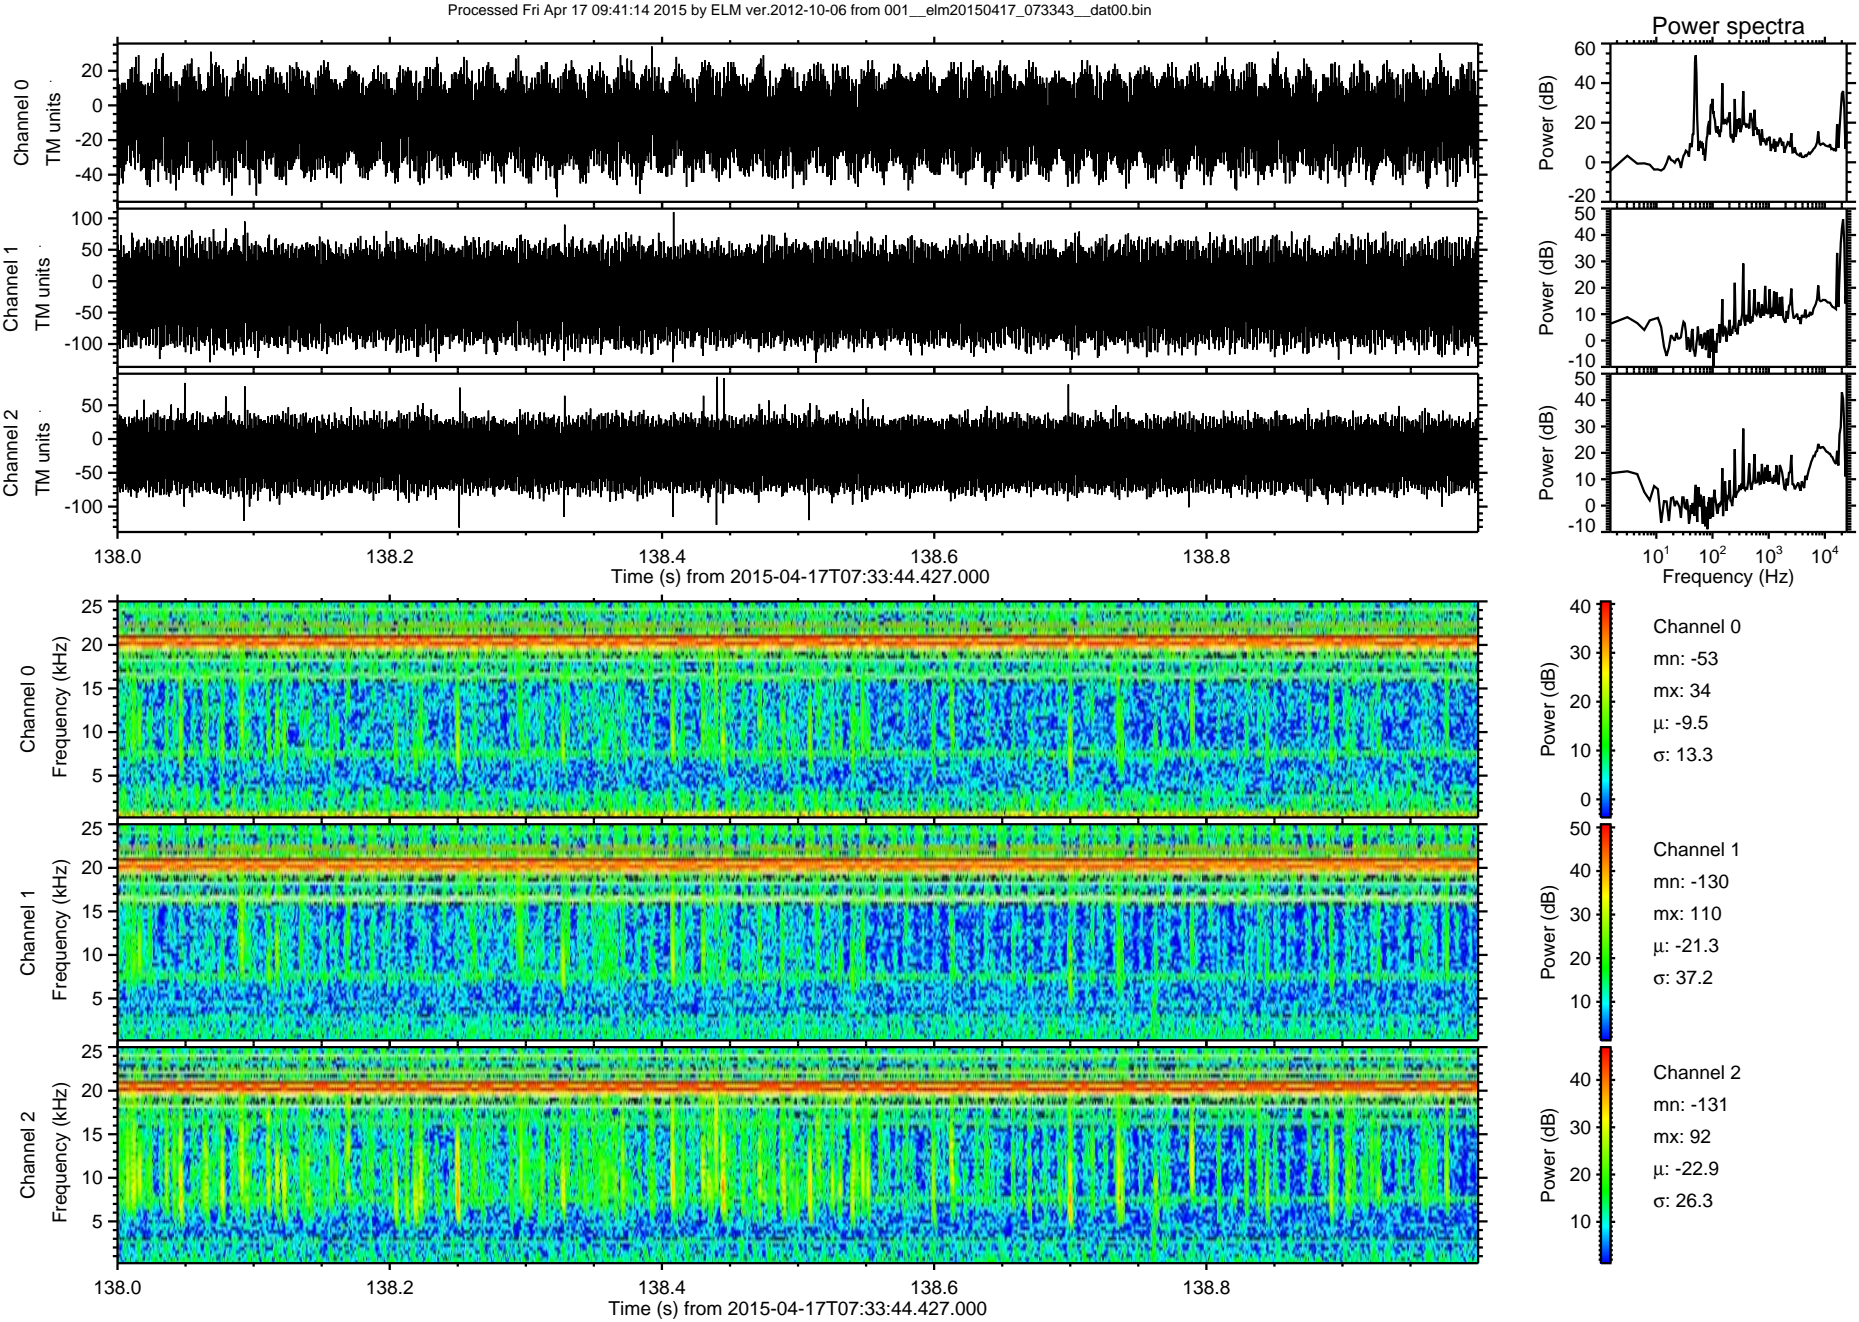 Processed Fri Apr 17 09:41:14 2015 by ELM ver.2012-10-06 from 001__elm20150417_073343__dat00.bin
Power spectra
Channel 0
TM units
20
0
-20
-40
Power (dB)
60
40
20
0
-20
Channel 1
TM units
100
50
0
-50
-100
Power (dB)
50
40
30
20
10
0
-10
Channel 2
TM units
50
0
-50
-100
Power (dB)
50
40
30
20
10
0
-10
138.0 138.2 138.4 138.6 138.8
Time (s) from 2015-04-17T07:33:44.427.000
10^1 10^2 10^3 10^4
Frequency (Hz)
Channel 0
Frequency (kHz)
25
20
15
10
5
Power (dB)
40
30
20
10
0
Channel 0
mn: -53
mx: 34
μ: -9.5
σ: 13.3
Channel 1
Frequency (kHz)
25
20
15
10
5
Power (dB)
50
40
30
20
10
Channel 1
mn: -130
mx: 110
μ: -21.3
σ: 37.2
Channel 2
Frequency (kHz)
25
20
15
10
5
Power (dB)
40
30
20
10
Channel 2
mn: -131
mx: 92
μ: -22.9
σ: 26.3
138.0 138.2 138.4 138.6 138.8
Time (s) from 2015-04-17T07:33:44.427.000